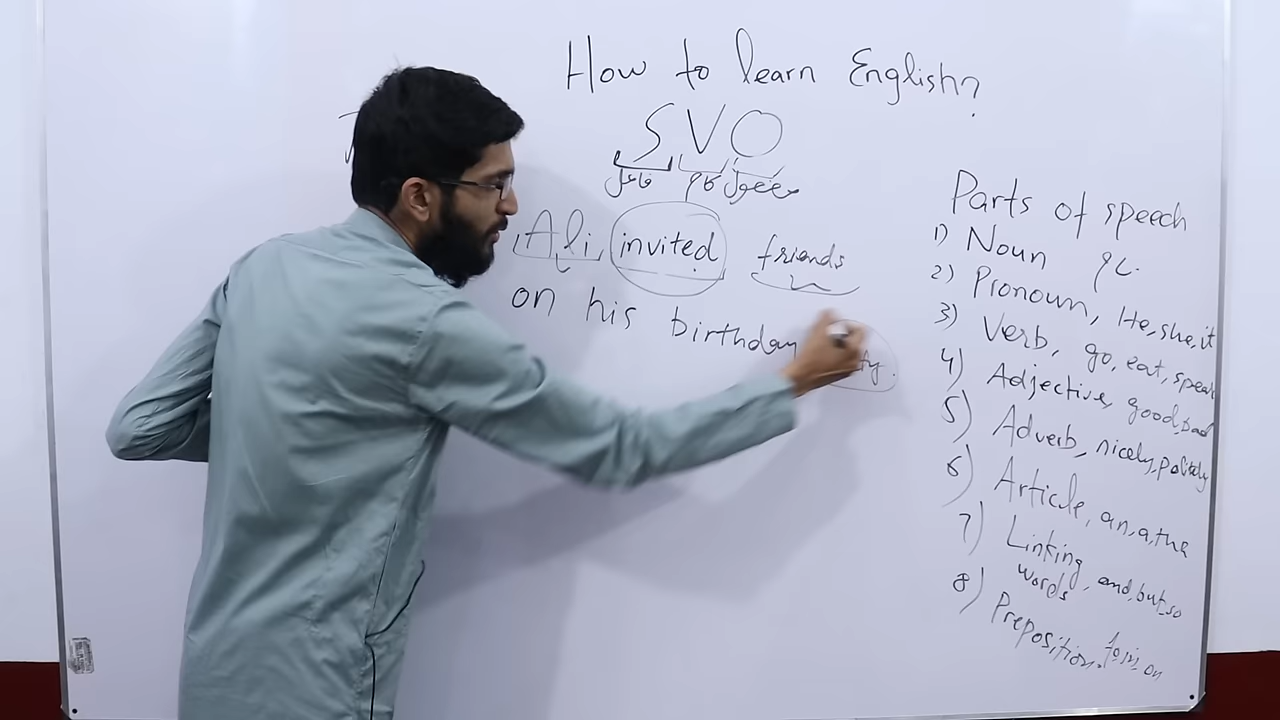 How to learn English?
SVO
فاعل کام مفعول
Ali invited friends
on his birthday
Parts of speech
1) Noun نام
2) Pronoun, He, she, it
3) Verb, go, eat, speak
4) Adjective, good, bad
5) Adverb, nicely, politely
6) Article, an, a, the
7) Linking words, and, but, so
8) Preposition. to, in, on